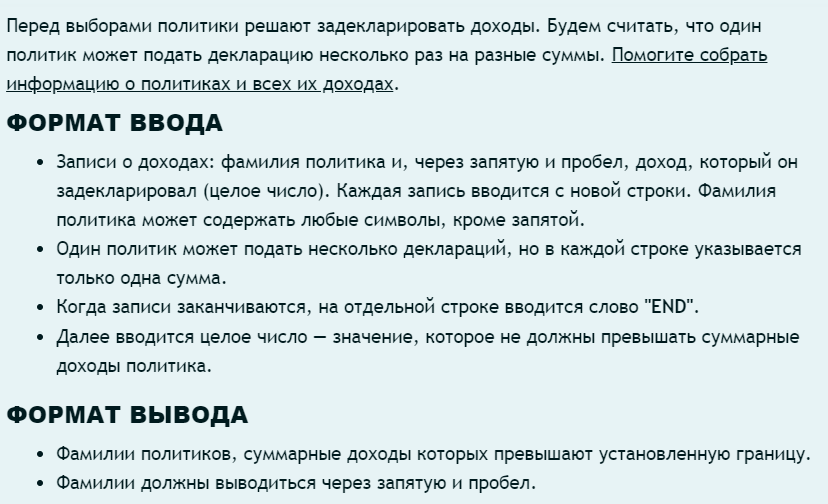 Перед выборами политики решают задекларировать доходы. Будем считать, что один
политик может подать декларацию несколько раз на разные суммы. Помогите собрать
информацию о политиках и всех их доходах.
ФОРМАТ ВВОДА
• Записи о доходах: фамилия политика и, через запятую и пробел, доход, который он
задекларировал (целое число). Каждая запись вводится с новой строки. Фамилия
политика может содержать любые символы, кроме запятой.
• Один политик может подать несколько деклараций, но в каждой строке указывается
только одна сумма.
• Когда записи заканчиваются, на отдельной строке вводится слово "END".
• Далее вводится целое число — значение, которое не должны превышать суммарные
доходы политика.
ФОРМАТ ВЫВОДА
• Фамилии политиков, суммарные доходы которых превышают установленную границу.
• Фамилии должны выводиться через запятую и пробел.